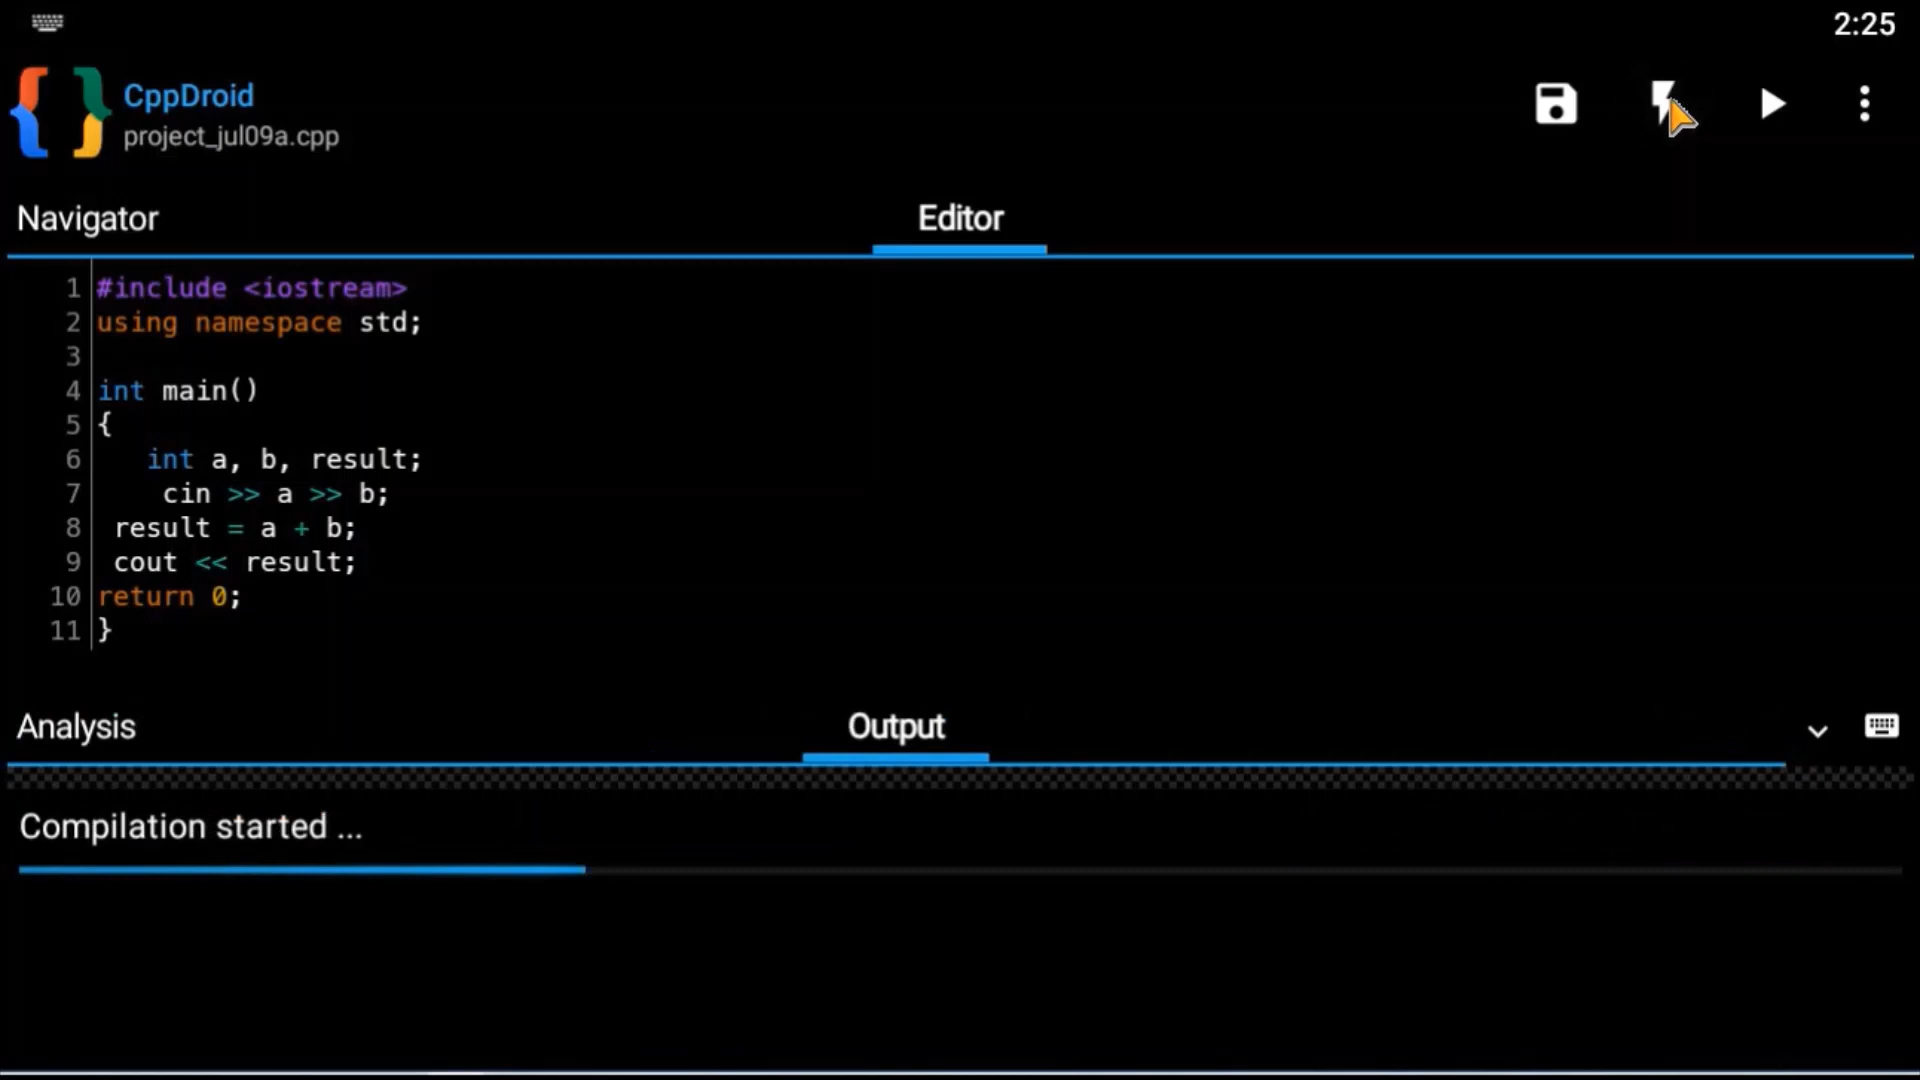 2:25
CppDroid
project_jul09a.cpp
Navigator
Editor
1 #include <iostream>
2 using namespace std;
3
4 int main()
5 {
6    int a, b, result;
7     cin >> a >> b;
8  result = a + b;
9  cout << result;
10 return 0;
11 }
Analysis
Output
Compilation started ...